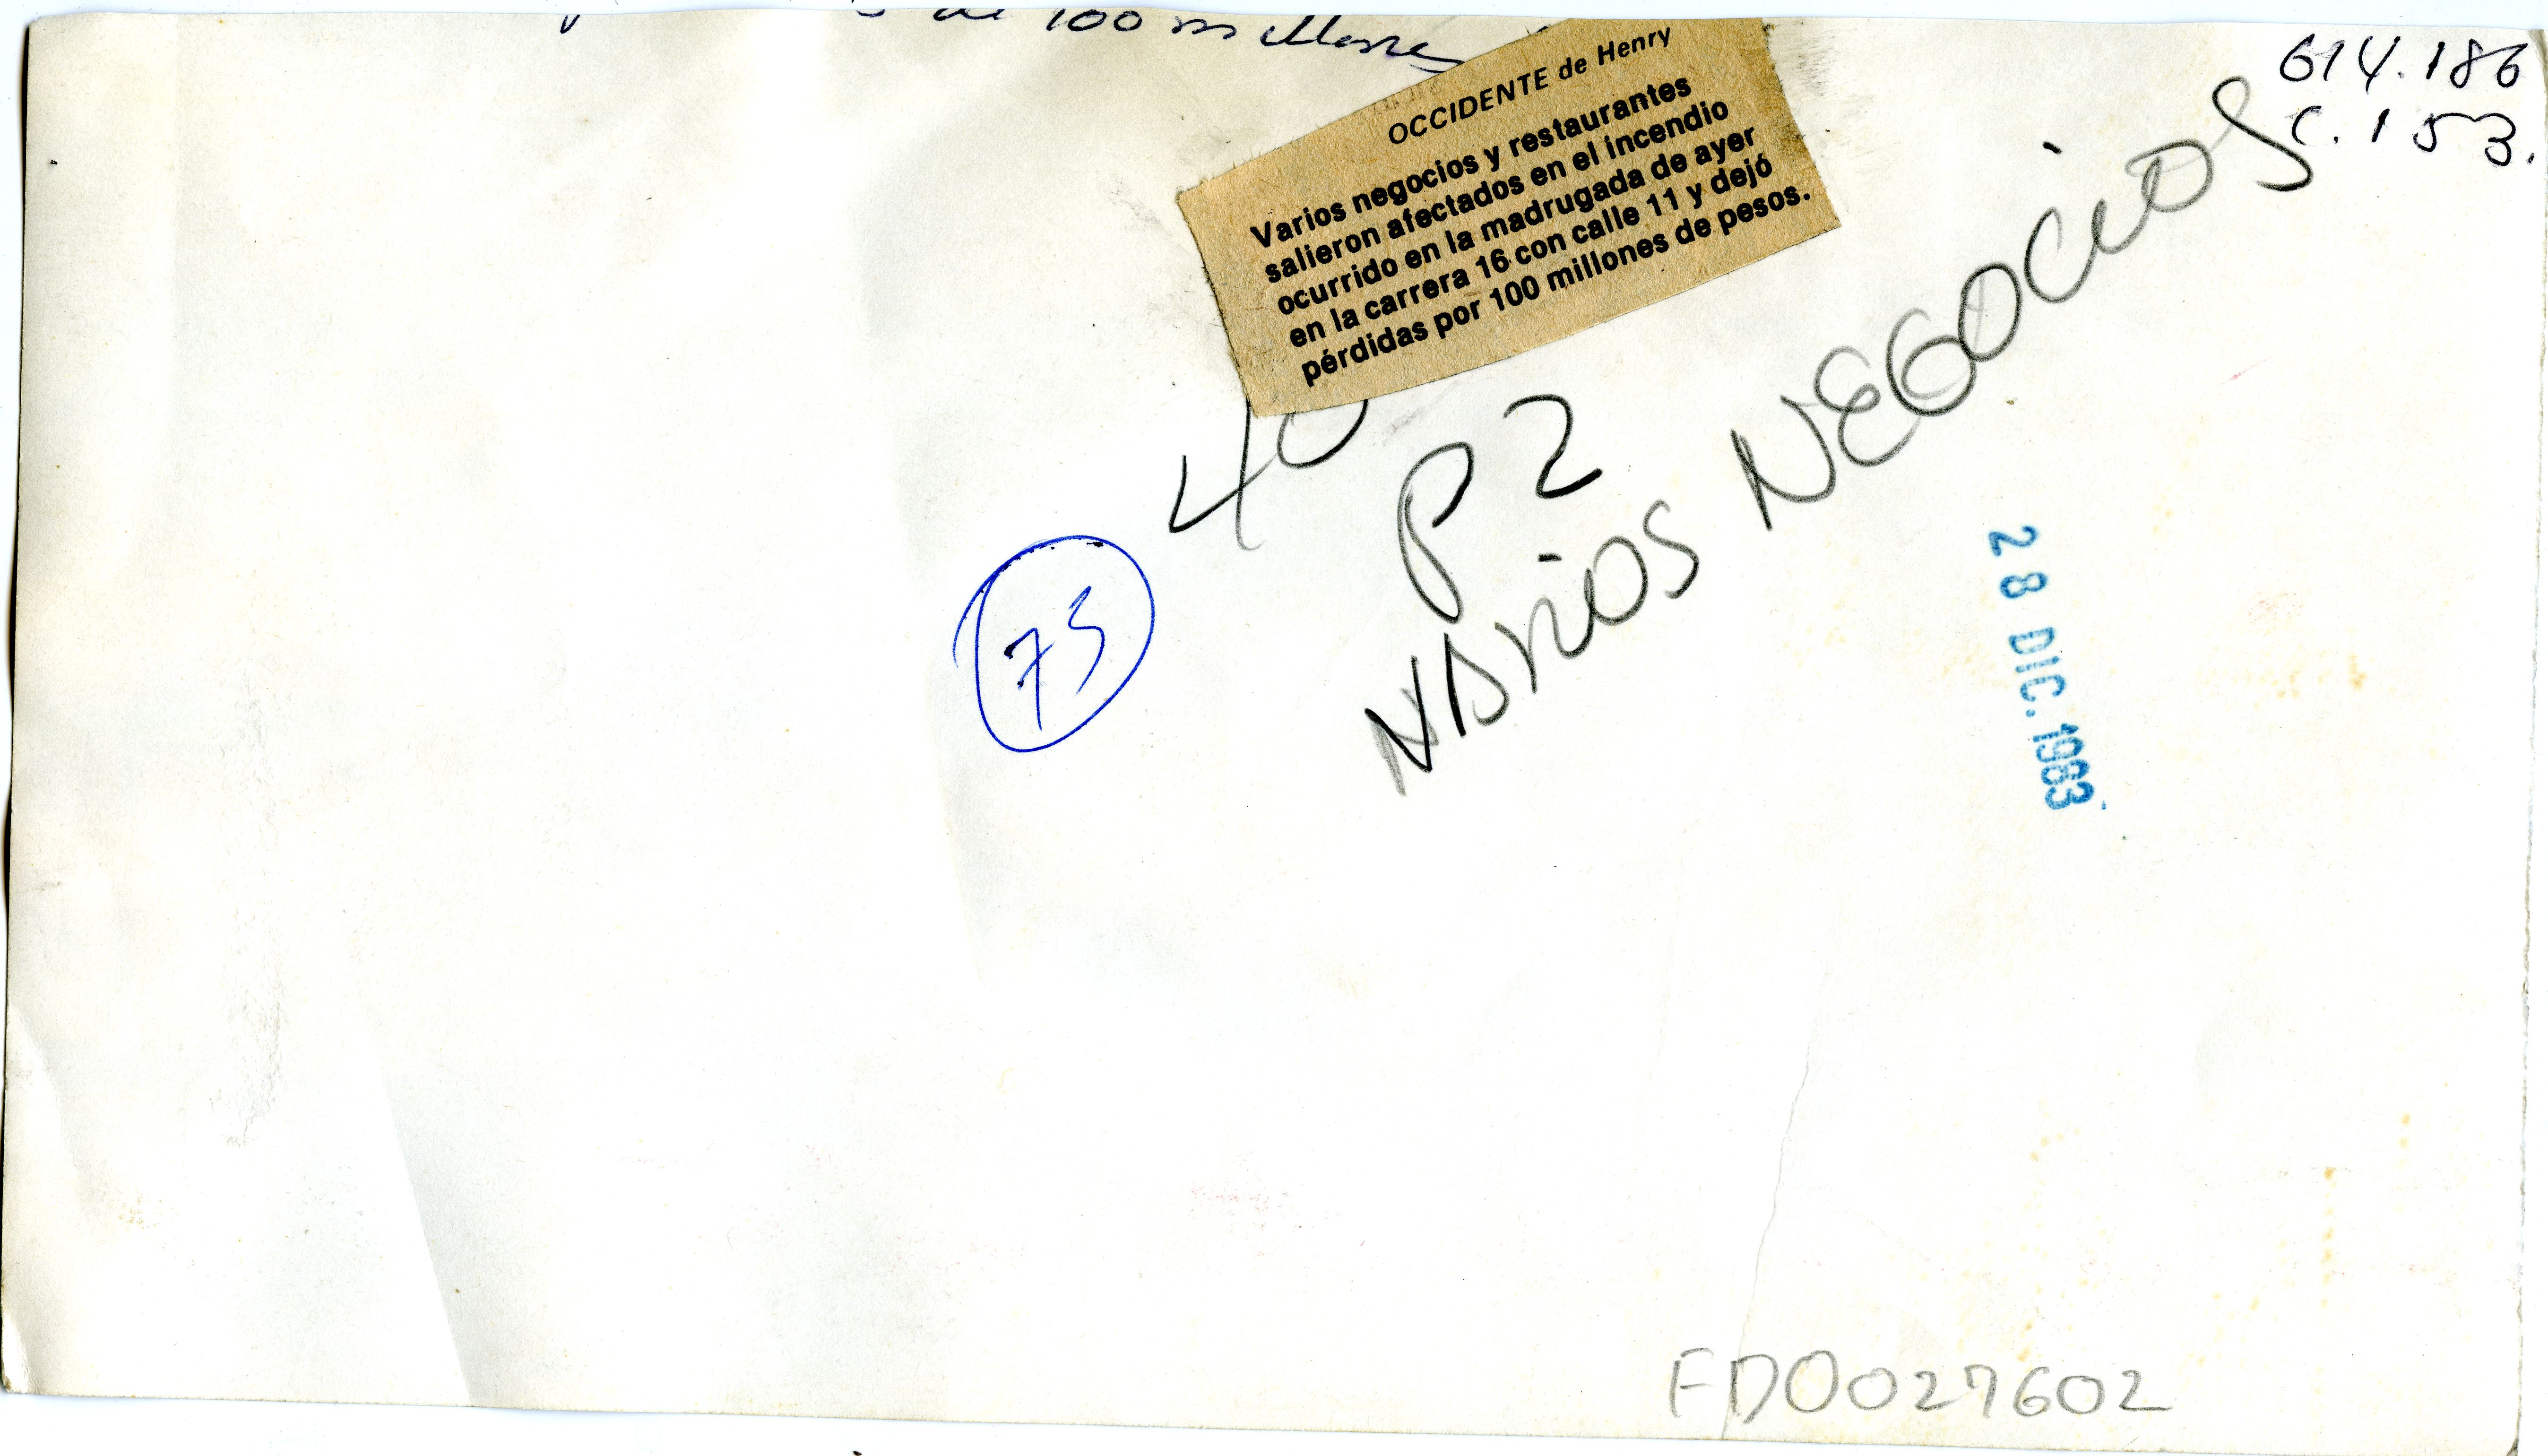 de 100 millones
614.186
C.153.
OCCIDENTE de Henry
Varios negocios y restaurantes
salieron afectados en el incendio
ocurrido en la madrugada de ayer
en la carrera 16 con calle 11 y dejó
pérdidas por 100 millones de pesos.
40
P2
VARIOS NEGOCIOS
75
28 DIC. 1983
FD0027602